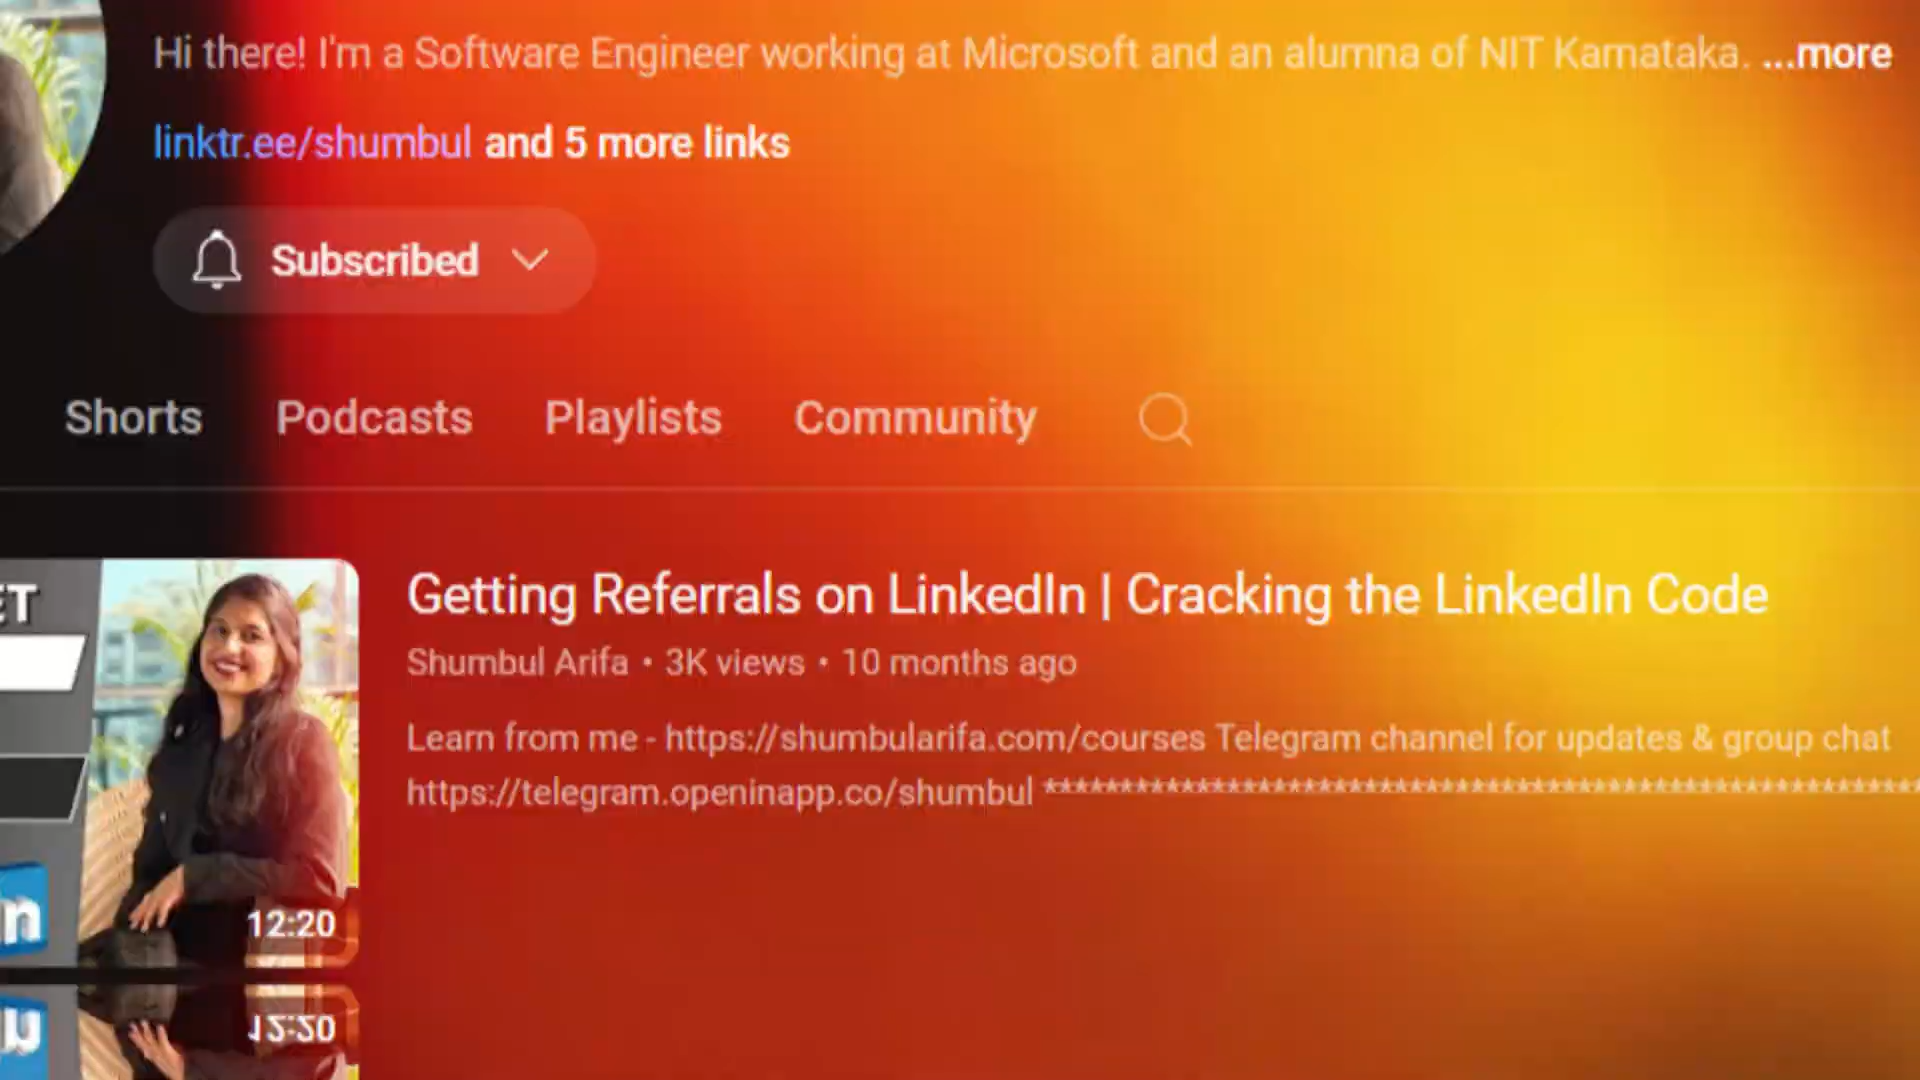 Hi there! I'm a Software Engineer working at Microsoft and an alumna of NIT Karnataka. ...more
linktr.ee/shumbul and 5 more links
Subscribed
Shorts Podcasts Playlists Community
ET
Getting Referrals on LinkedIn | Cracking the LinkedIn Code
Shumbul Arifa • 3K views • 10 months ago
Learn from me - https://shumbularifa.com/courses Telegram channel for updates & group chat
https://telegram.openinapp.co/shumbul *******************************************************************
in
12:20